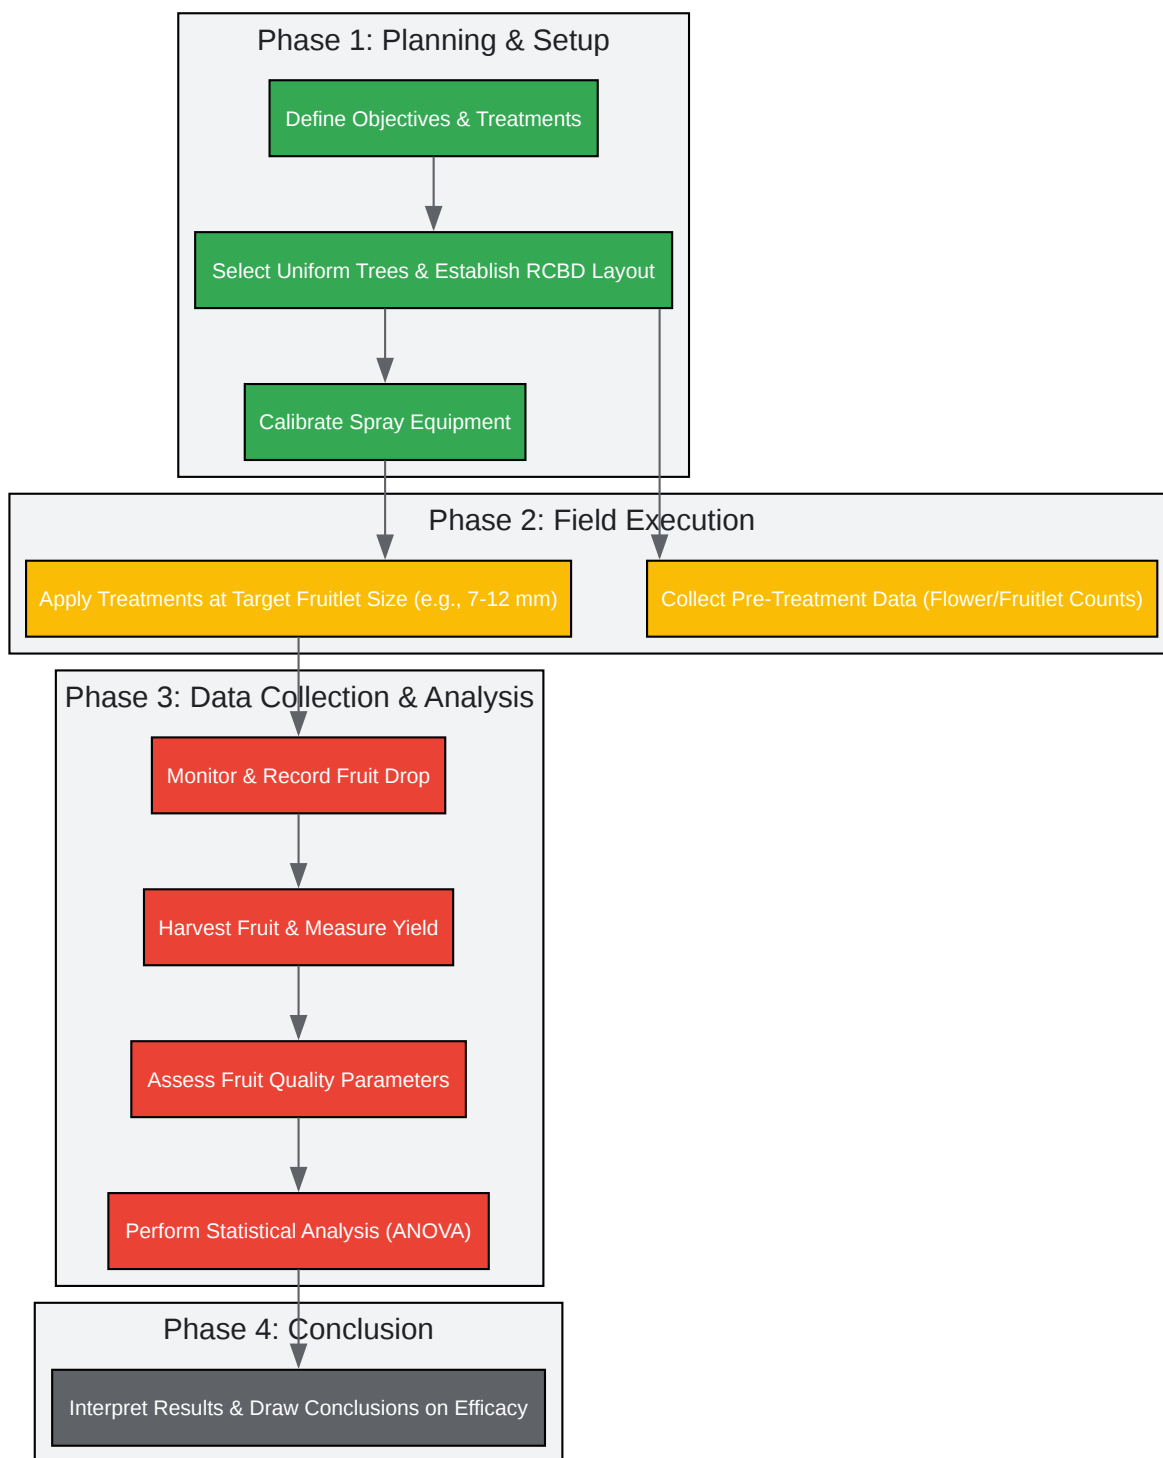 Phase 1: Planning & Setup
Define Objectives & Treatments
Select Uniform Trees & Establish RCBD Layout
Calibrate Spray Equipment
Phase 2: Field Execution
Apply Treatments at Target Fruitlet Size (e.g., 7-12 mm)
Collect Pre-Treatment Data (Flower/Fruitlet Counts)
Phase 3: Data Collection & Analysis
Monitor & Record Fruit Drop
Harvest Fruit & Measure Yield
Assess Fruit Quality Parameters
Perform Statistical Analysis (ANOVA)
Phase 4: Conclusion
Interpret Results & Draw Conclusions on Efficacy